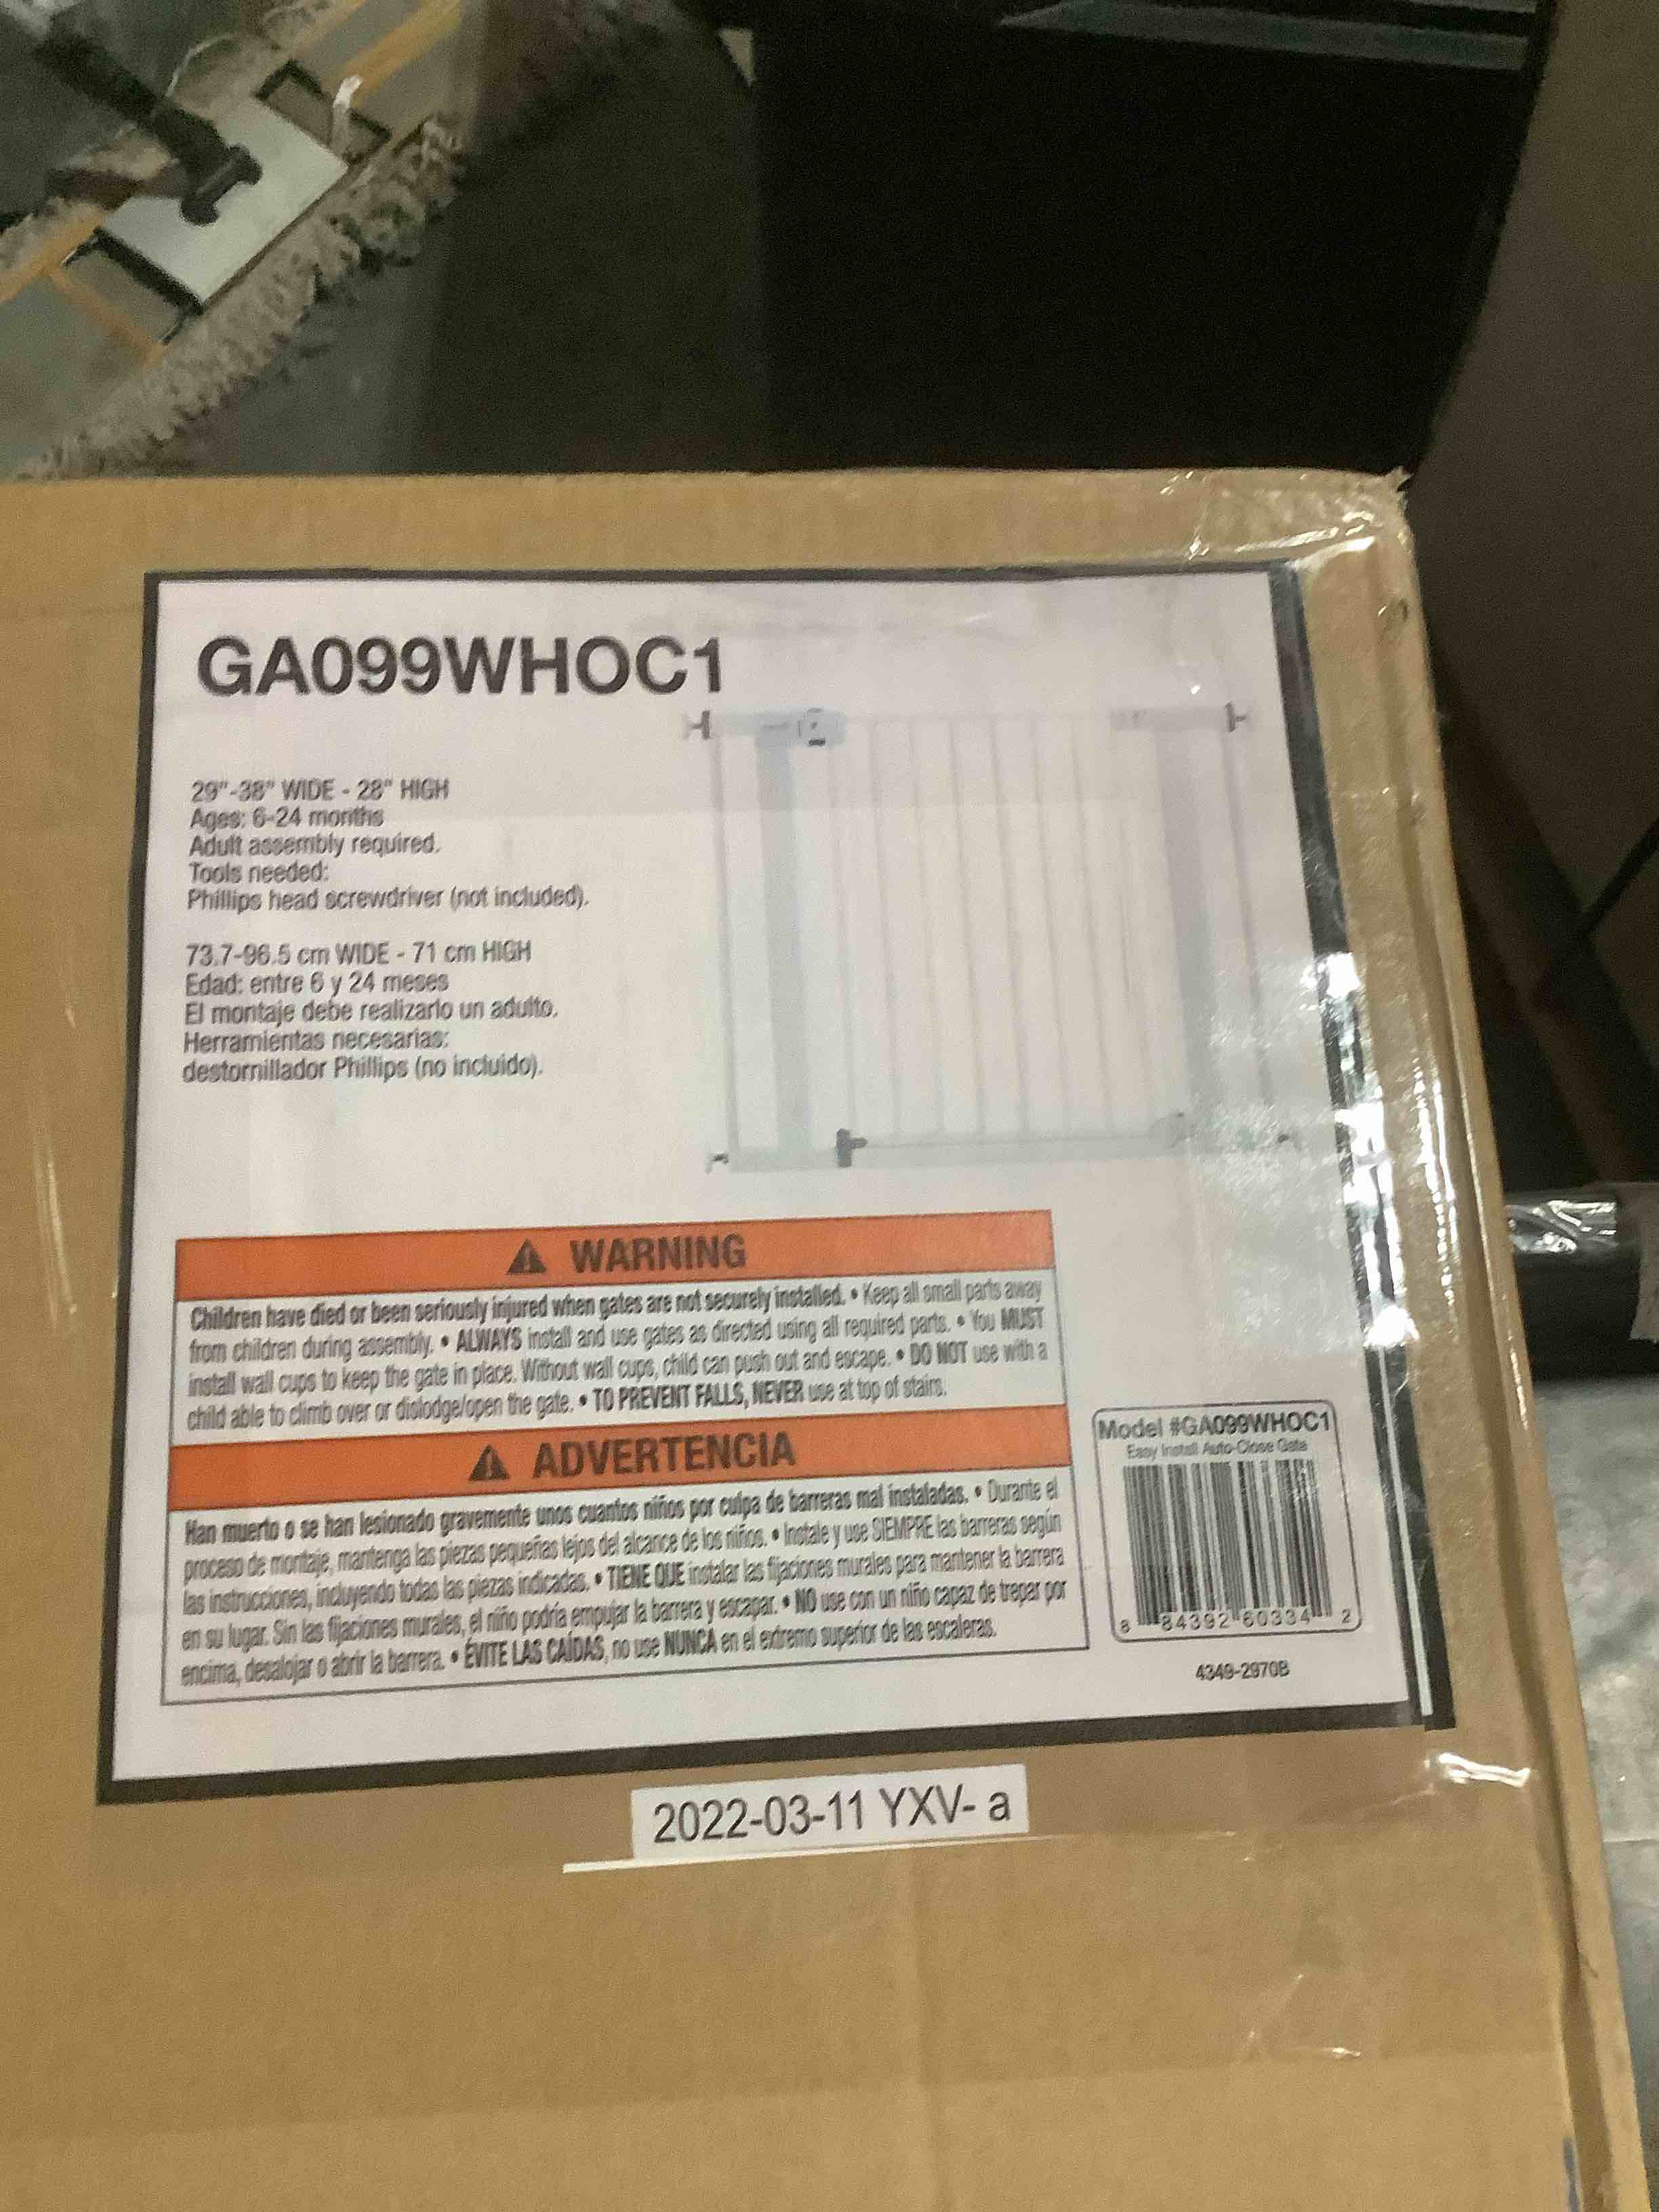 GA099WHOC1
29"-38" WIDE - 28" HIGH
Ages: 6-24 months
Adult assembly required.
Tools needed:
Phillips head screwdriver (not included).
73.7-96.5 cm WIDE - 71 cm HIGH
Edad: entre 6 y 24 meses
El montaje debe realizarlo un adulto.
Herramientas necesarias:
destornillador Phillips (no incluido).
⚠ WARNING
Children have died or been seriously injured when gates are not securely installed. • Keep all small parts away
from children during assembly. • ALWAYS install and use gates as directed using all required parts. • You MUST
install wall cups to keep the gate in place. Without wall cups, child can push out and escape. • DO NOT use with a
child able to climb over or dislodge/open the gate. • TO PREVENT FALLS, NEVER use at top of stairs.
⚠ ADVERTENCIA
Han muerto o se han lesionado gravemente unos cuantos niños por culpa de barreras mal instaladas. • Durante el
proceso de montaje, mantenga las piezas pequeñas lejos del alcance de los niños. • Instale y use SIEMPRE las barreras según
las instrucciones, incluyendo todas las piezas indicadas. • TIENE QUE instalar las fijaciones murales para mantener la barrera
en su lugar. Sin las fijaciones murales, el niño podría empujar la barrera y escapar. • NO use con un niño capaz de trepar por
encima, desalojar o abrir la barrera. • ÉVITE LAS CAÍDAS, no use NUNCA en el extremo superior de las escaleras.
Model #GA099WHOC1
Easy Install Auto-Close Gate
8 84392 60334 2
4349-2970B
2022-03-11 YXV- a